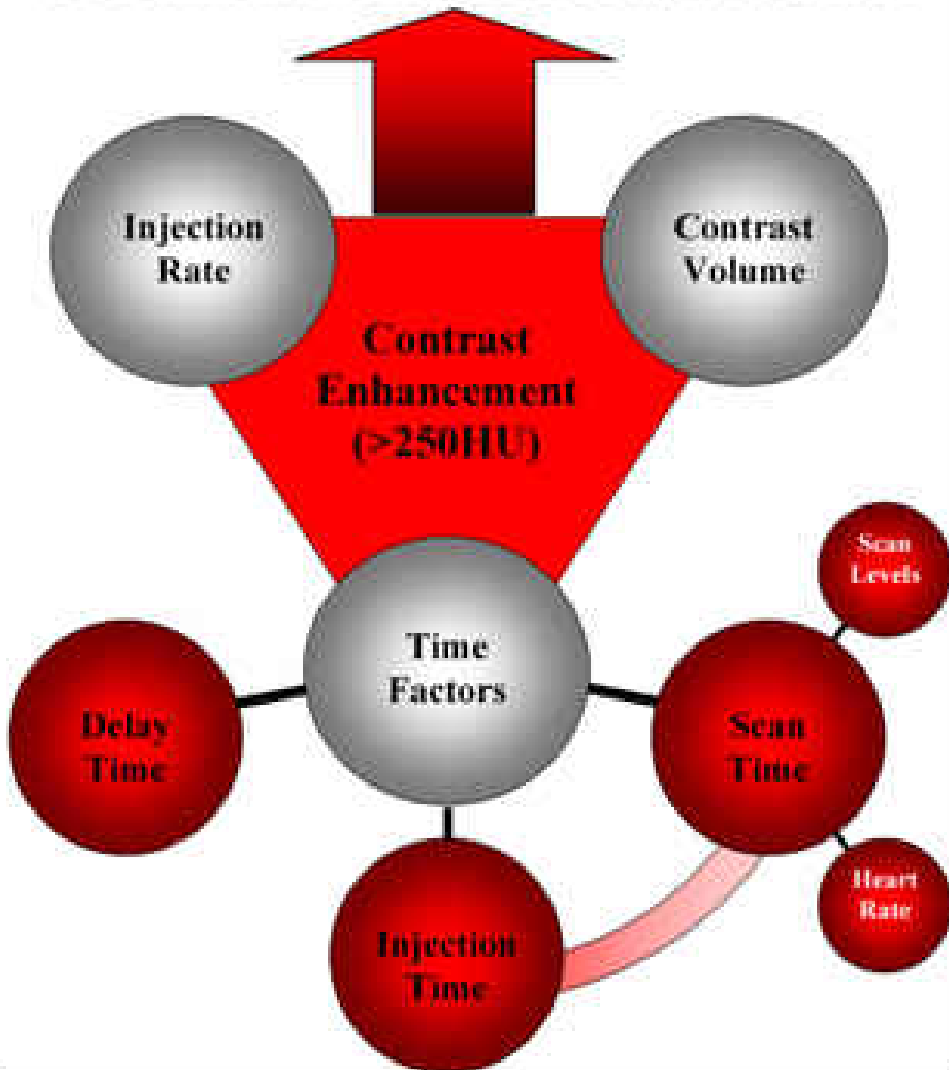 Injection
Rate
Contrast
Volume
Contrast
Enhancement
(>250HU)
Scan
Levels
Time
Factors
Delay
Time
Scan
Time
Heart
Rate
Injection
Time